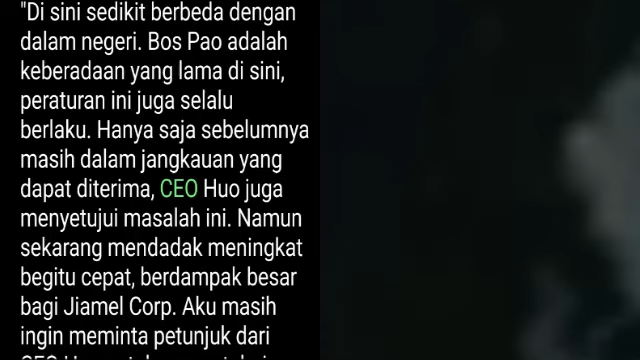 "Di sini sedikit berbeda dengan
dalam negeri. Bos Pao adalah
keberadaan yang lama di sini,
peraturan ini juga selalu
berlaku. Hanya saja sebelumnya
masih dalam jangkauan yang
dapat diterima, CEO Huo juga
menyetujui masalah ini. Namun
sekarang mendadak meningkat
begitu cepat, berdampak besar
bagi Jiamel Corp. Aku masih
ingin meminta petunjuk dari